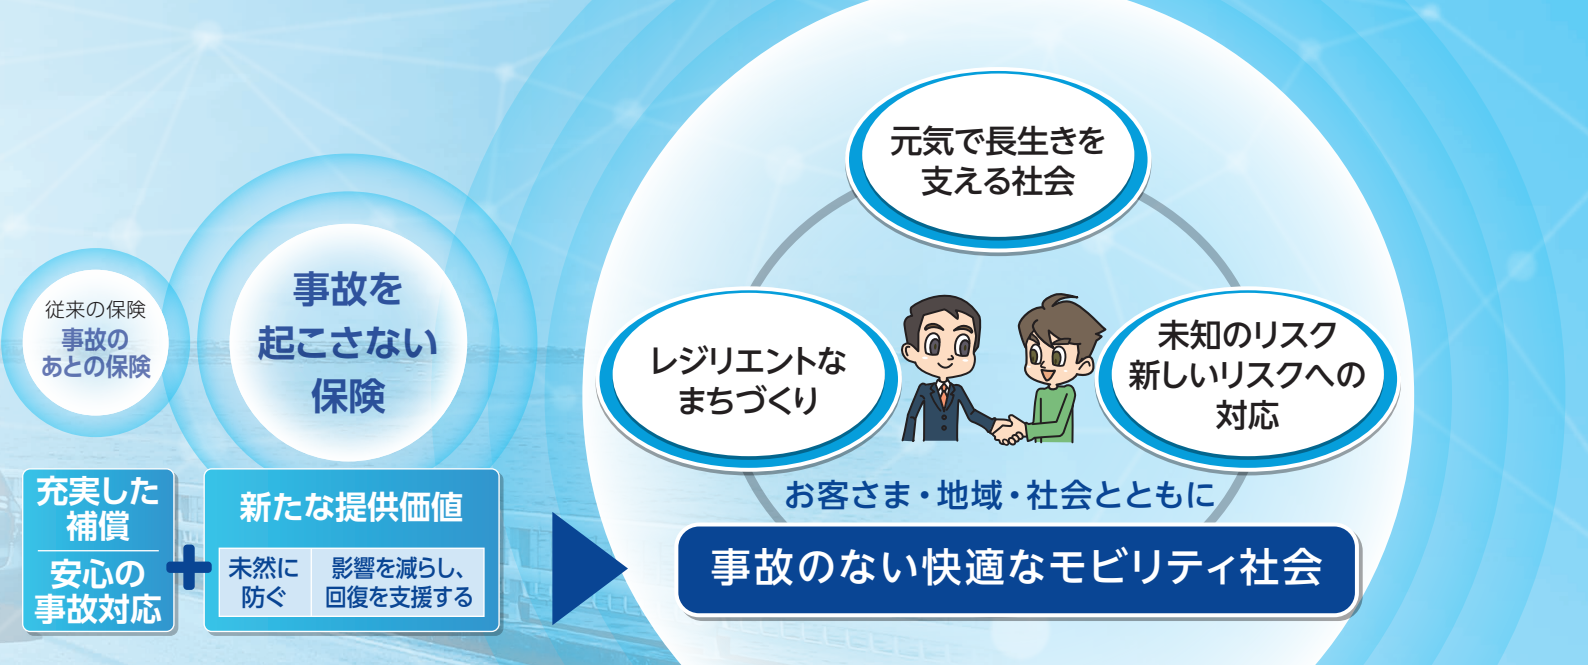 従来の保険
事故の
あとの保険
充実した
補償
安心の
事故対応
+
事故を
起こさない
保険
新たな提供価値
未然に
防ぐ
影響を減らし、
回復を支援する
元気で長生きを
支える社会
レジリエントな
まちづくり
未知のリスク
新しいリスクへの
対応
お客さま・地域・社会とともに
事故のない快適なモビリティ社会